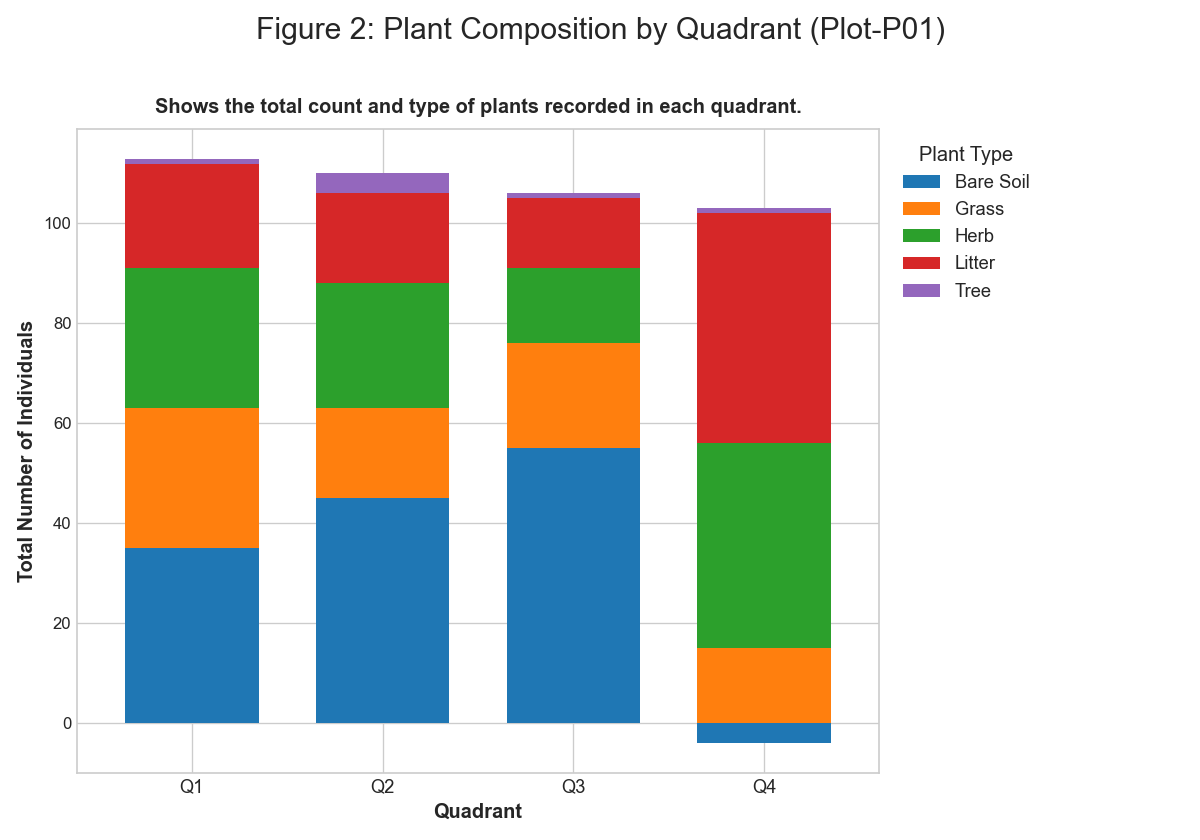 Figure 2: Plant Composition by Quadrant (Plot-P01)
Shows the total count and type of plants recorded in each quadrant.
Total Number of Individuals
100
80
60
40
20
0
Q1 Q2 Q3 Q4
Quadrant
Plant Type
Bare Soil
Grass
Herb
Litter
Tree